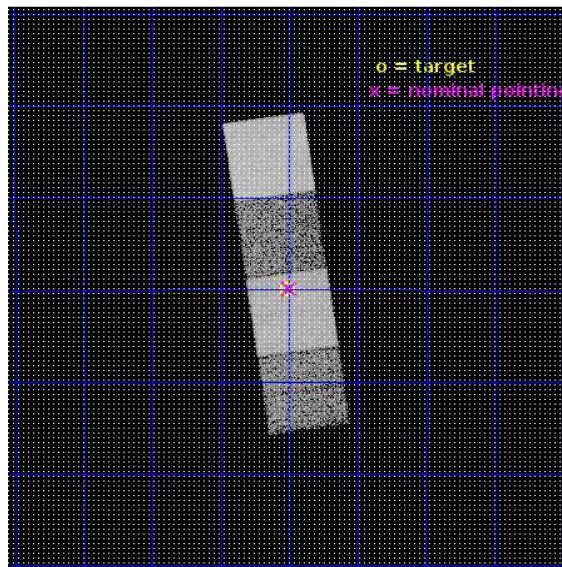 o = target
x = nominal pointing